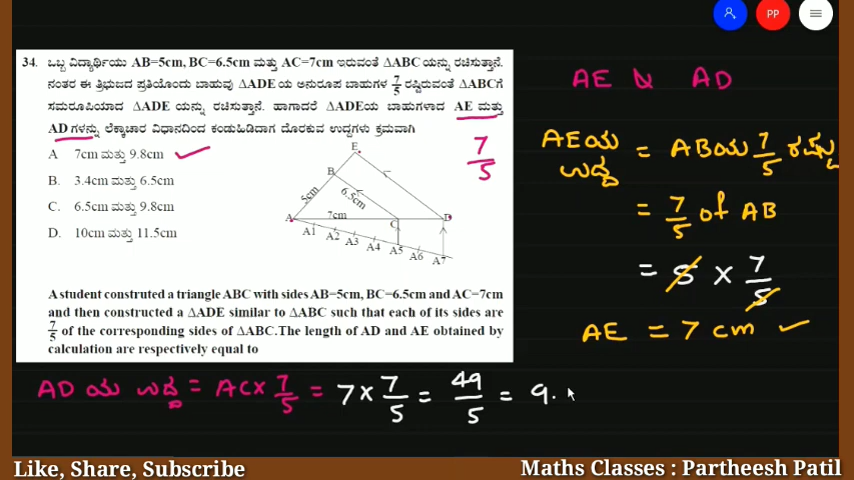 PP
34. ಒಬ್ಬ ವಿದ್ಯಾರ್ಥಿಯು AB=5cm, BC=6.5cm ಮತ್ತು AC=7cm ಇರುವಂತೆ △ABC ಯನ್ನು ರಚಿಸುತ್ತಾನೆ.
ನಂತರ ಈ ತ್ರಿಭುಜದ ಪ್ರತಿಯೊಂದು ಬಾಹುವು △ADE ಯ ಅನುರೂಪ ಬಾಹುಗಳ 7/5 ರಷ್ಟಿರುವಂತೆ △ABCಗೆ
ಸಮರೂಪಿಯಾದ △ADE ಯನ್ನು ರಚಿಸುತ್ತಾನೆ. ಹಾಗಾದರೆ △ADEಯ ಬಾಹುಗಳಾದ AE ಮತ್ತು
AD ಗಳನ್ನು ಲೆಕ್ಕಾಚಾರ ವಿಧಾನದಿಂದ ಕಂಡುಹಿಡಿದಾಗ ದೊರಕುವ ಉದ್ದಗಳು ಕ್ರಮವಾಗಿ
A 7cm ಮತ್ತು 9.8cm
B. 3.4cm ಮತ್ತು 6.5cm
C. 6.5cm ಮತ್ತು 9.8cm
D. 10cm ಮತ್ತು 11.5cm
E
B
5cm
6.5cm
7cm
A
C
D
A1 A2 A3 A4 A5 A6 A7
7/5
A student construted a triangle ABC with sides AB=5cm, BC=6.5cm and AC=7cm
and then constructed a △ADE similar to △ABC such that each of its sides are
7/5 of the corresponding sides of △ABC.The length of AD and AE obtained by
calculation are respectively equal to
AE & AD
AEಯ ಉದ್ದ = ABಯ 7/5 ರಷ್ಟು
= 7/5 of AB
= 5 × 7/5
AE = 7 cm
AD ಯ ಉದ್ದ = AC× 7/5 = 7× 7/5 = 49/5 = 9.
Like, Share, Subscribe
Maths Classes : Partheesh Patil